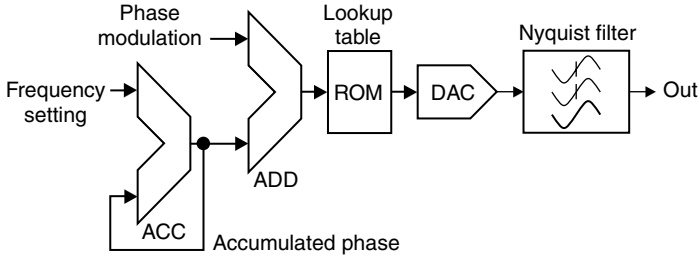 Phase
modulation
Lookup
table
Nyquist filter
Frequency
setting
ROM
DAC
Out
ADD
ACC
Accumulated phase